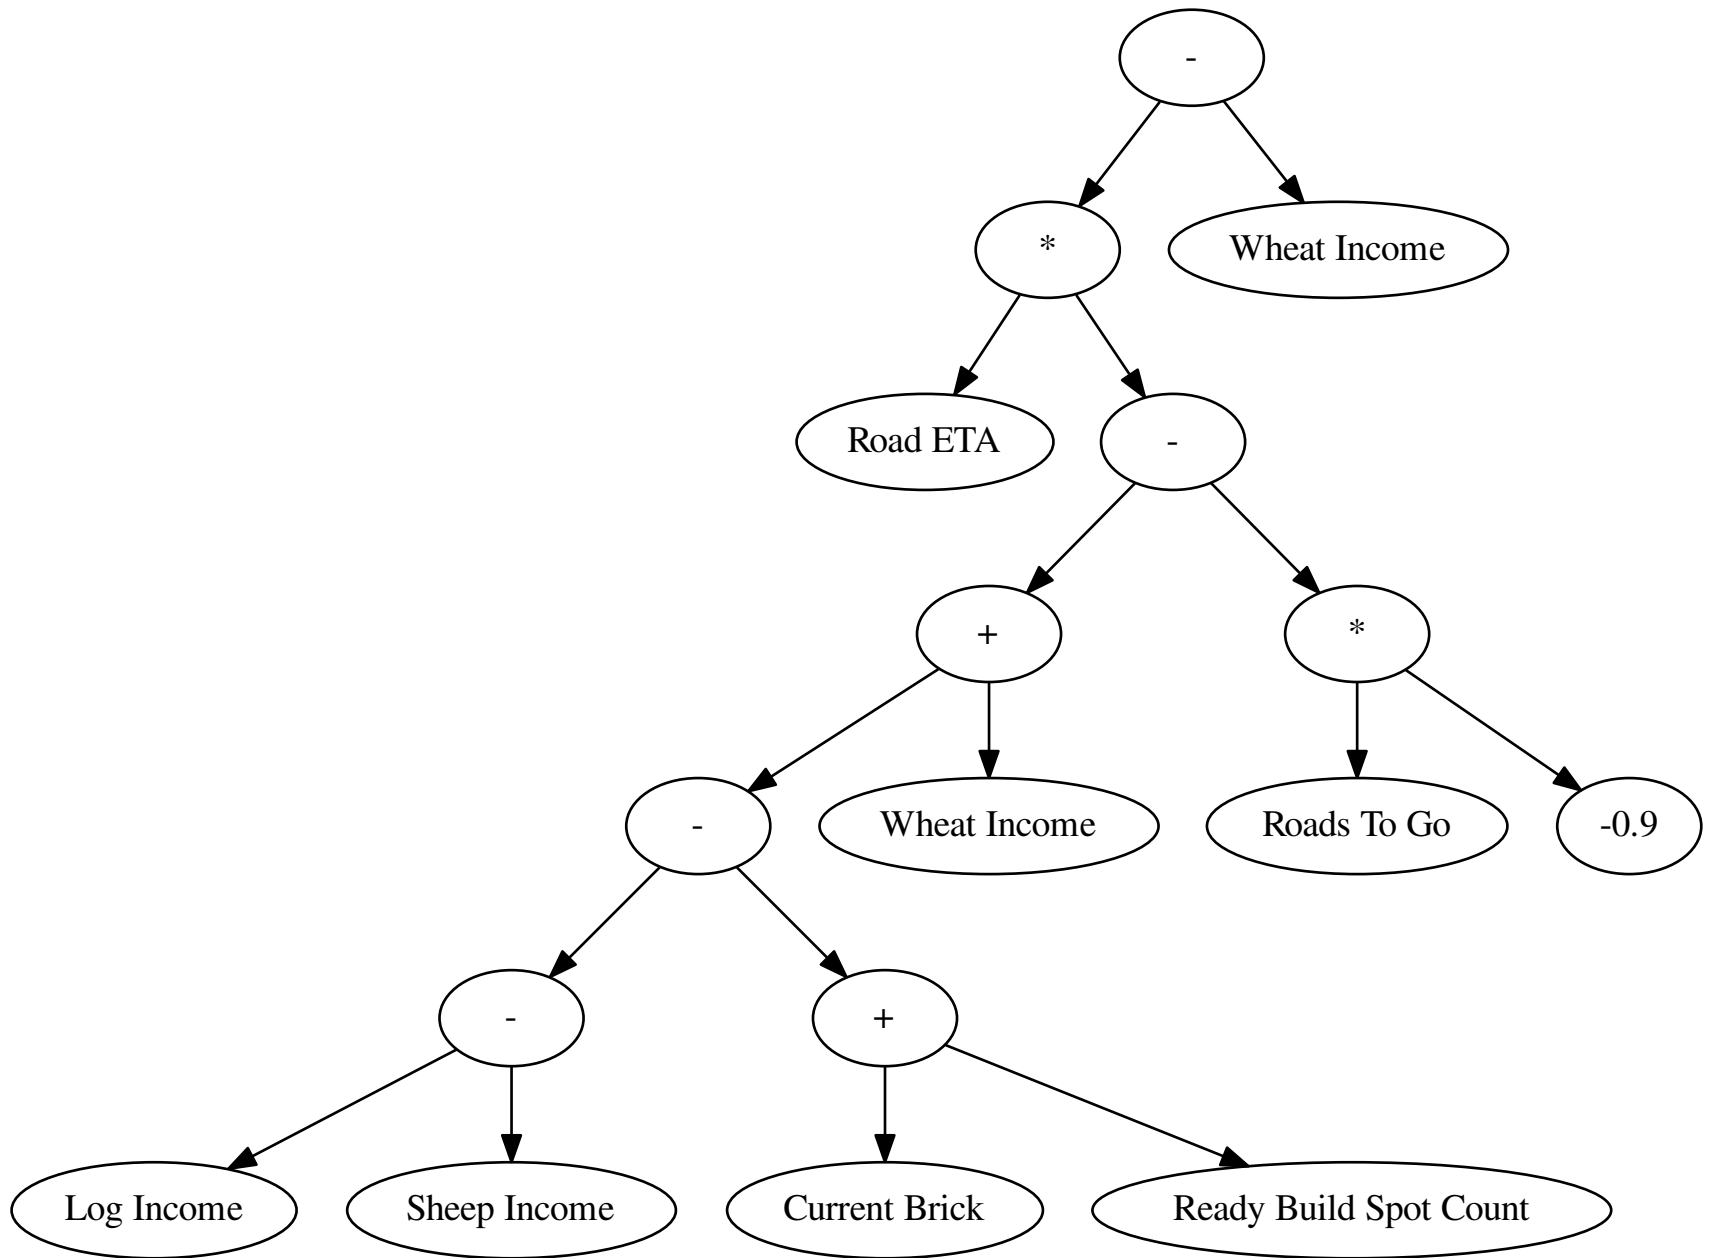 -
*
Wheat Income
Road ETA
-
+
*
-
Wheat Income
Roads To Go
-0.9
-
+
Log Income
Sheep Income
Current Brick
Ready Build Spot Count